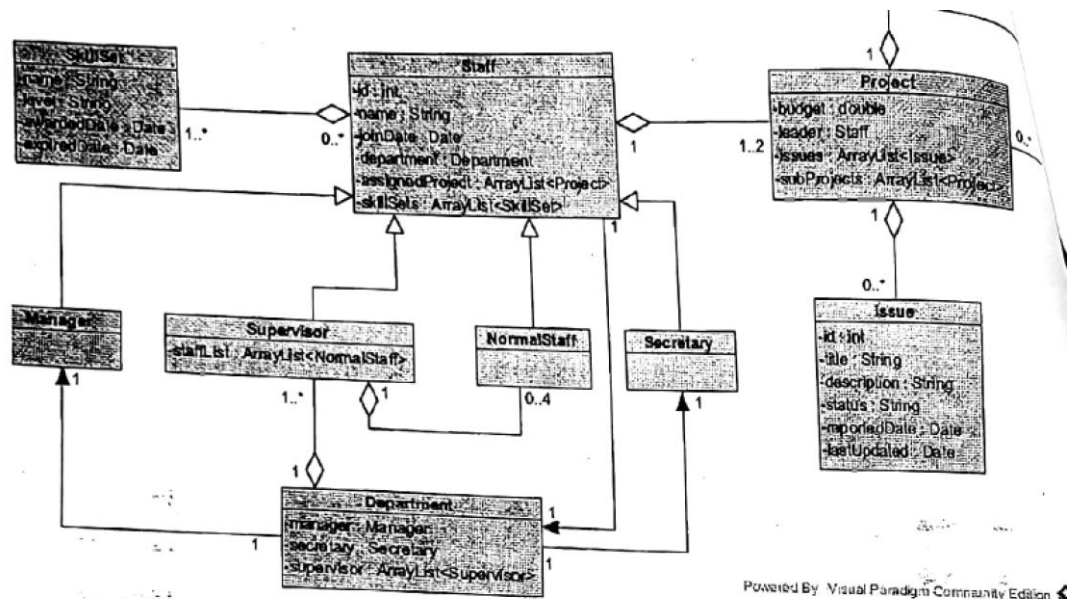 SkillSet
-name : String
-level : String
-awardedDate : Date
-expiredDate : Date
1..*
0..*
Staff
-id : int
-name : String
-joinDate : Date
-department : Department
-assignedProject : ArrayList<Project>
-skillSets : ArrayList<SkillSet>
1
1..2
1
Project
-budget : double
-leader : Staff
-issues : ArrayList<Issue>
-subProjects : ArrayList<Project>
0..*
1
1
0..*
Issue
-id : int
-title : String
-description : String
-status : String
-reportedDate : Date
-lastUpdated : Date
Manager
1
Supervisor
-staffList : ArrayList<NormalStaff>
1..*
1
NormalStaff
0..4
Secretary
1
1
Department
-manager : Manager
-secretary : Secretary
-supervisor : ArrayList<Supervisor>
1
1
1
Powered By Visual Paradigm Community Edition